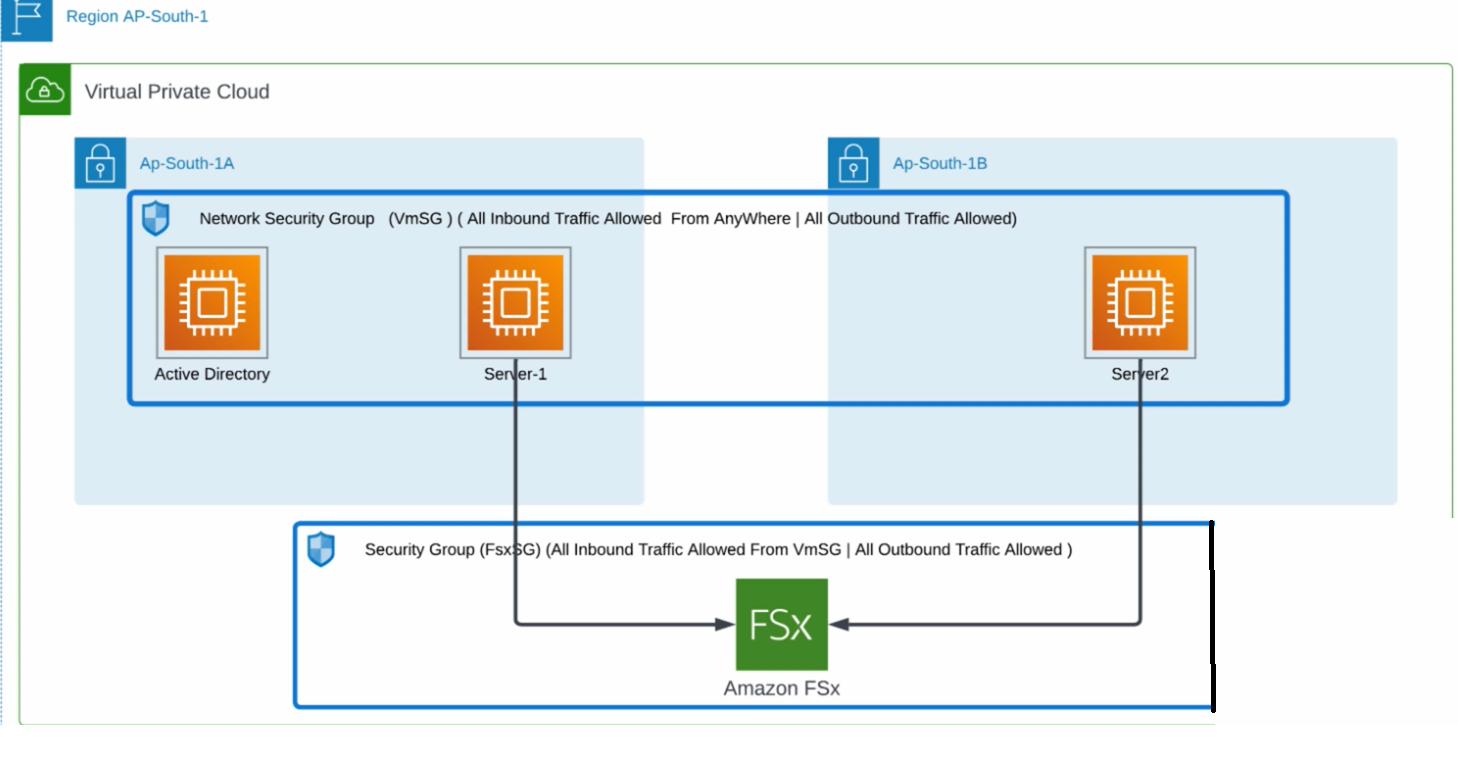 Region AP-South-1
Virtual Private Cloud
Ap-South-1A
Ap-South-1B
Network Security Group (VmSG ) ( All Inbound Traffic Allowed From AnyWhere | All Outbound Traffic Allowed)
Active Directory
Server-1
Server2
Security Group (FsxSG) (All Inbound Traffic Allowed From VmSG | All Outbound Traffic Allowed )
FSx
Amazon FSx